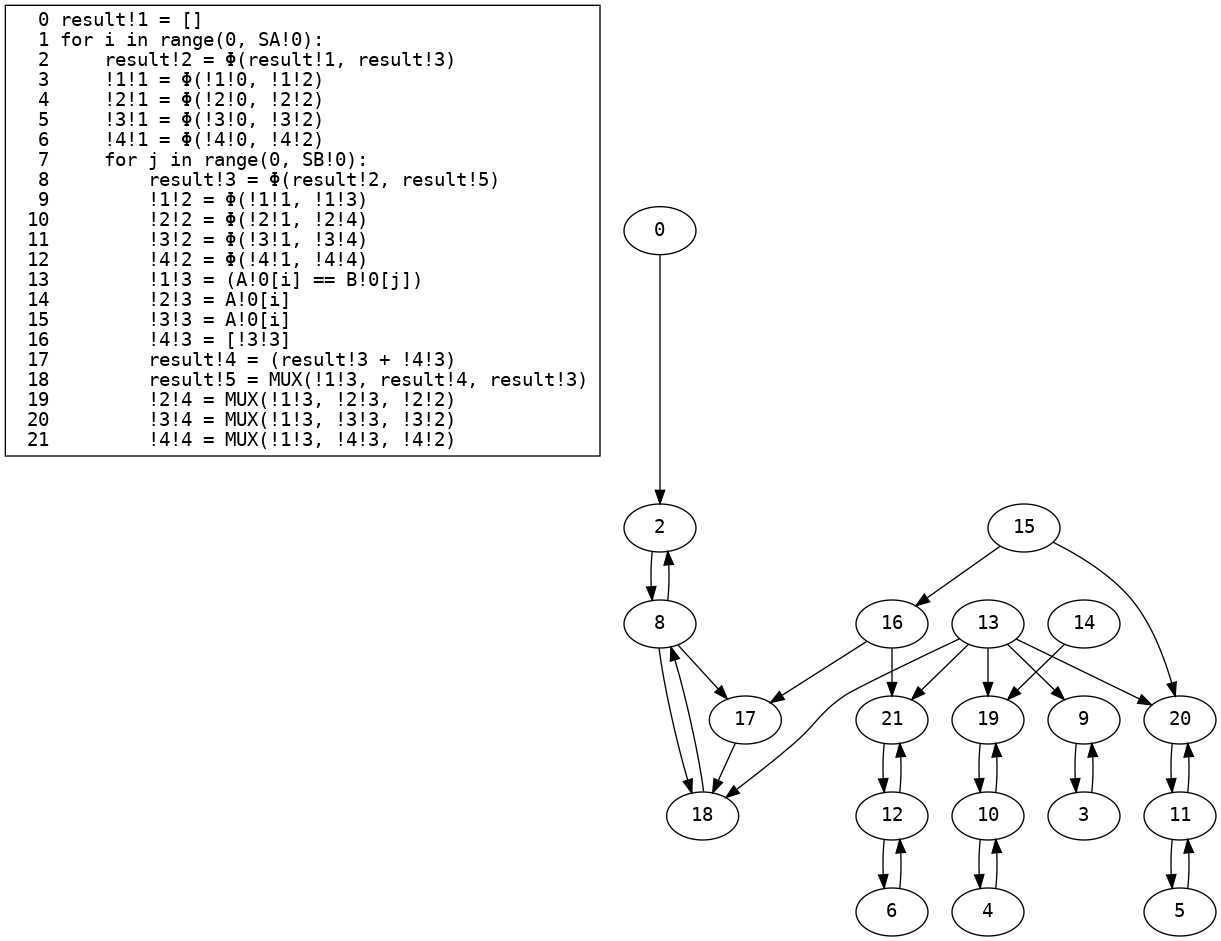 0 result!1 = []
1 for i in range(0, SA!0):
2     result!2 = Φ(result!1, result!3)
3     !1!1 = Φ(!1!0, !1!2)
4     !2!1 = Φ(!2!0, !2!2)
5     !3!1 = Φ(!3!0, !3!2)
6     !4!1 = Φ(!4!0, !4!2)
7     for j in range(0, SB!0):
8         result!3 = Φ(result!2, result!5)
9         !1!2 = Φ(!1!1, !1!3)
10         !2!2 = Φ(!2!1, !2!4)
11         !3!2 = Φ(!3!1, !3!4)
12         !4!2 = Φ(!4!1, !4!4)
13         !1!3 = (A!0[i] == B!0[j])
14         !2!3 = A!0[i]
15         !3!3 = A!0[i]
16         !4!3 = [!3!3]
17         result!4 = (result!3 + !4!3)
18         result!5 = MUX(!1!3, result!4, result!3)
19         !2!4 = MUX(!1!3, !2!3, !2!2)
20         !3!4 = MUX(!1!3, !3!3, !3!2)
21         !4!4 = MUX(!1!3, !4!3, !4!2)
0
2 15
8 16 13 14
17 21 19 9 20
18 12 10 3 11
6 4 5